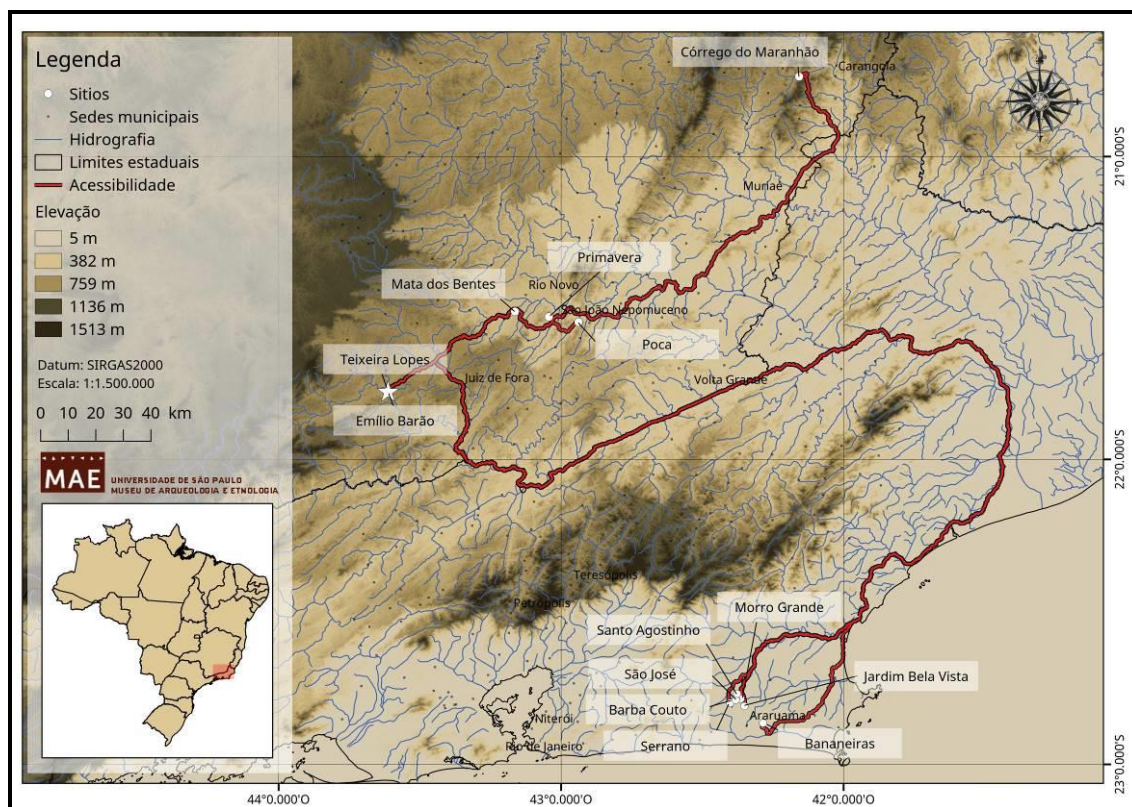 Legenda
Sitios
Sedes municipais
Hidrografia
Limites estaduais
Acessibilidade
Elevação
5 m
382 m
759 m
1136 m
1513 m
Datum: SIRGAS2000
Escala: 1:1.500.000
0 10 20 30 40 km
MAE
UNIVERSIDADE DE SÃO PAULO
MUSEU DE ARQUEOLOGIA E ETNOLOGIA
Córrego do Maranhão
Carangola
Muriaé
Primavera
Mata dos Bentes
Rio Novo
São João Nepomuceno
Poca
Teixeira Lopes
Juiz de Fora
Volta Grande
Emílio Barão
Teresópolis
Petrópolis
Morro Grande
Santo Agostinho
São José
Jardim Bela Vista
Barba Couto
Araruama
Niterói
Rio de Janeiro
Serrano
Bananeiras
21°0.000'S
22°0.000'S
23°0.000'S
44°0.000'O
43°0.000'O
42°0.000'O